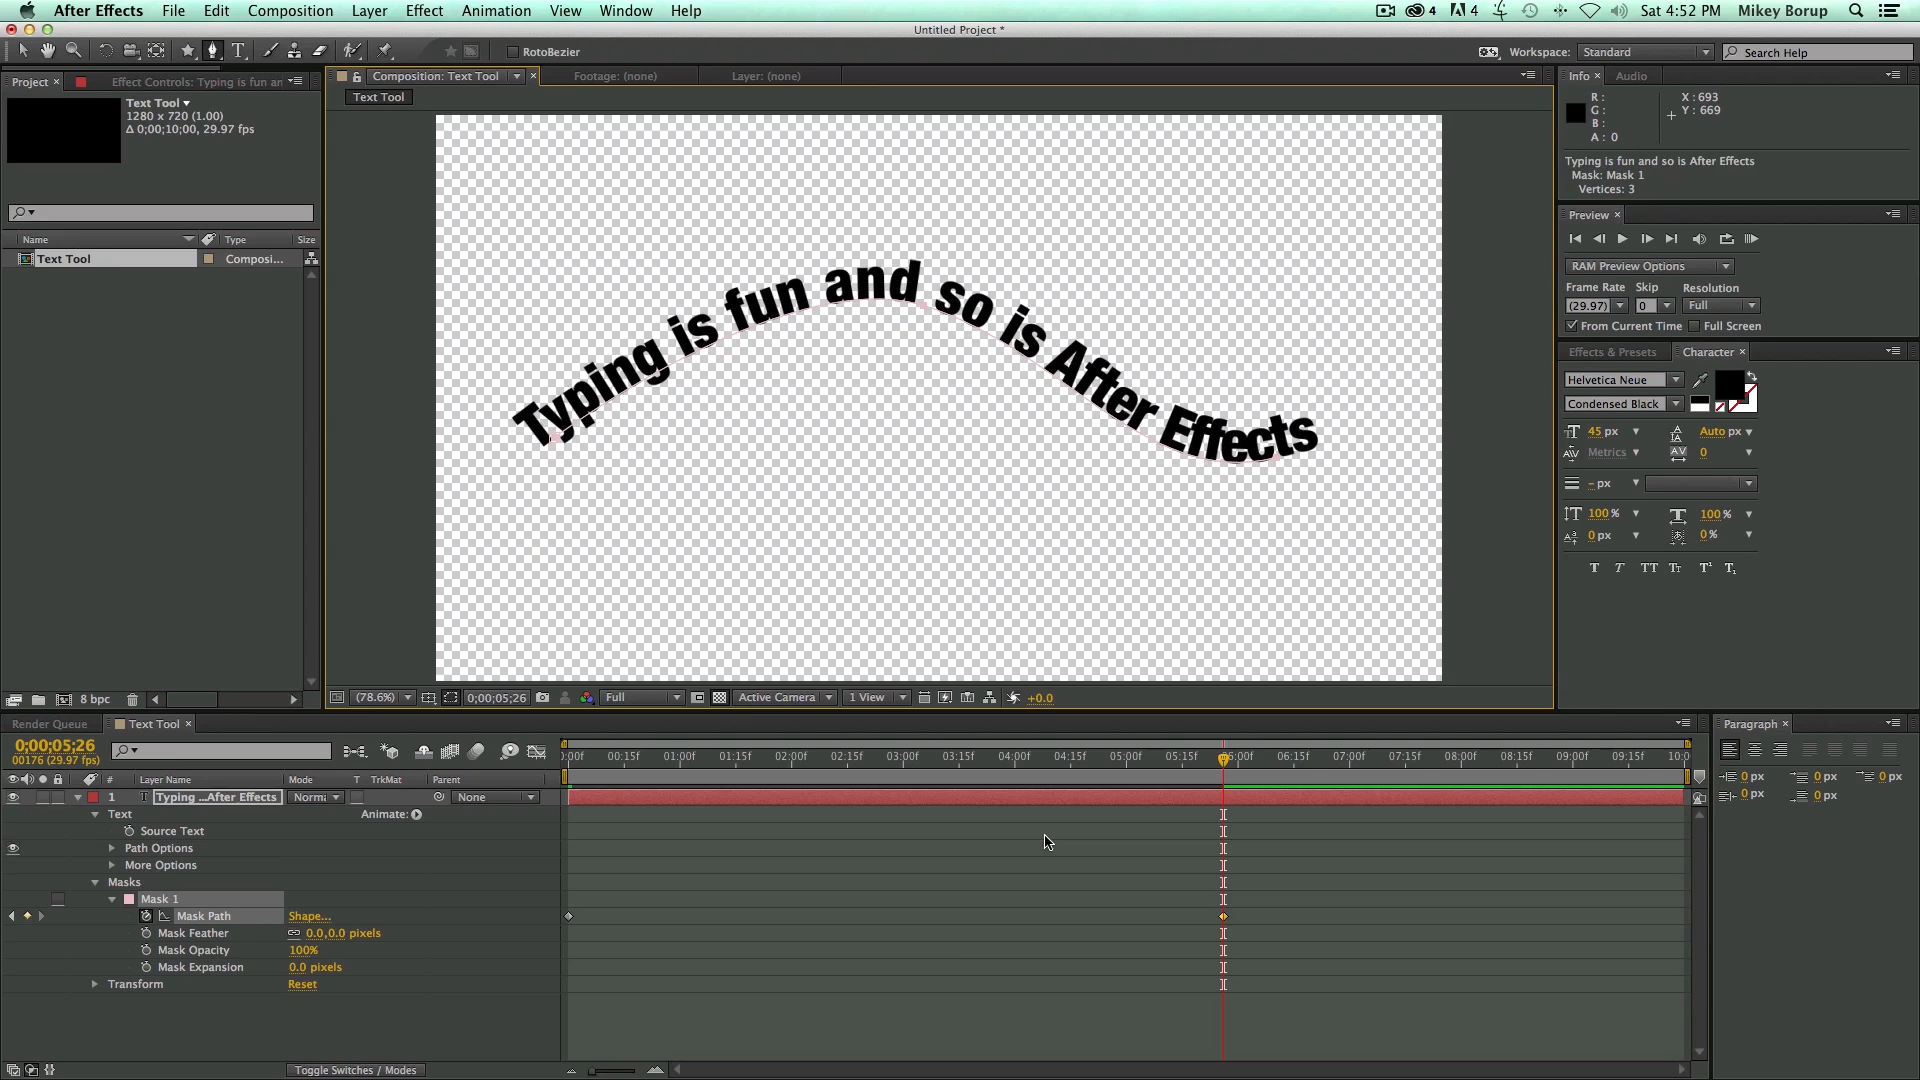 After Effects File Edit Composition Layer Effect Animation View Window Help 4 4 Sat 4:52 PM Mikey Borup
Untitled Project *
RotoBezier Workspace: Standard Search Help
Project × Effect Controls: Typing is fun an Composition: Text Tool × Footage: (none) Layer: (none) Info × Audio
Text Tool
Text Tool
1280 x 720 (1.00)
Δ 0;00;10;00, 29.97 fps
R :
G :
B :
A : 0
X : 693
Y : 669
Typing is fun and so is After Effects
Mask: Mask 1
Vertices: 3
Name Type Size
Text Tool Composi...
Typing is fun and so is After Effects
Preview ×
RAM Preview Options
Frame Rate Skip Resolution
(29.97) 0 Full
From Current Time Full Screen
Effects & Presets Character ×
Helvetica Neue
Condensed Black
45 px Auto px
Metrics 0
– px
100 % 100 %
0 px 0 %
T T TT Tт T¹ T₁
8 bpc (78.6%) 0;00;05;26 Full Active Camera 1 View +0.0
Render Queue Text Tool × Paragraph ×
0;00;05;26
00176 (29.97 fps)
:00f 00:15f 01:00f 01:15f 02:00f 02:15f 03:00f 03:15f 04:00f 04:15f 05:00f 05:15f 06:00f 06:15f 07:00f 07:15f 08:00f 08:15f 09:00f 09:15f 10:0
# Layer Name Mode T TrkMat Parent
1 T Typing ...After Effects Norma None
Text Animate:
Source Text
Path Options
More Options
Masks
Mask 1
Mask Path Shape...
Mask Feather 0.0,0.0 pixels
Mask Opacity 100%
Mask Expansion 0.0 pixels
Transform Reset
0 px 0 px 0 px
0 px 0 px
Toggle Switches / Modes